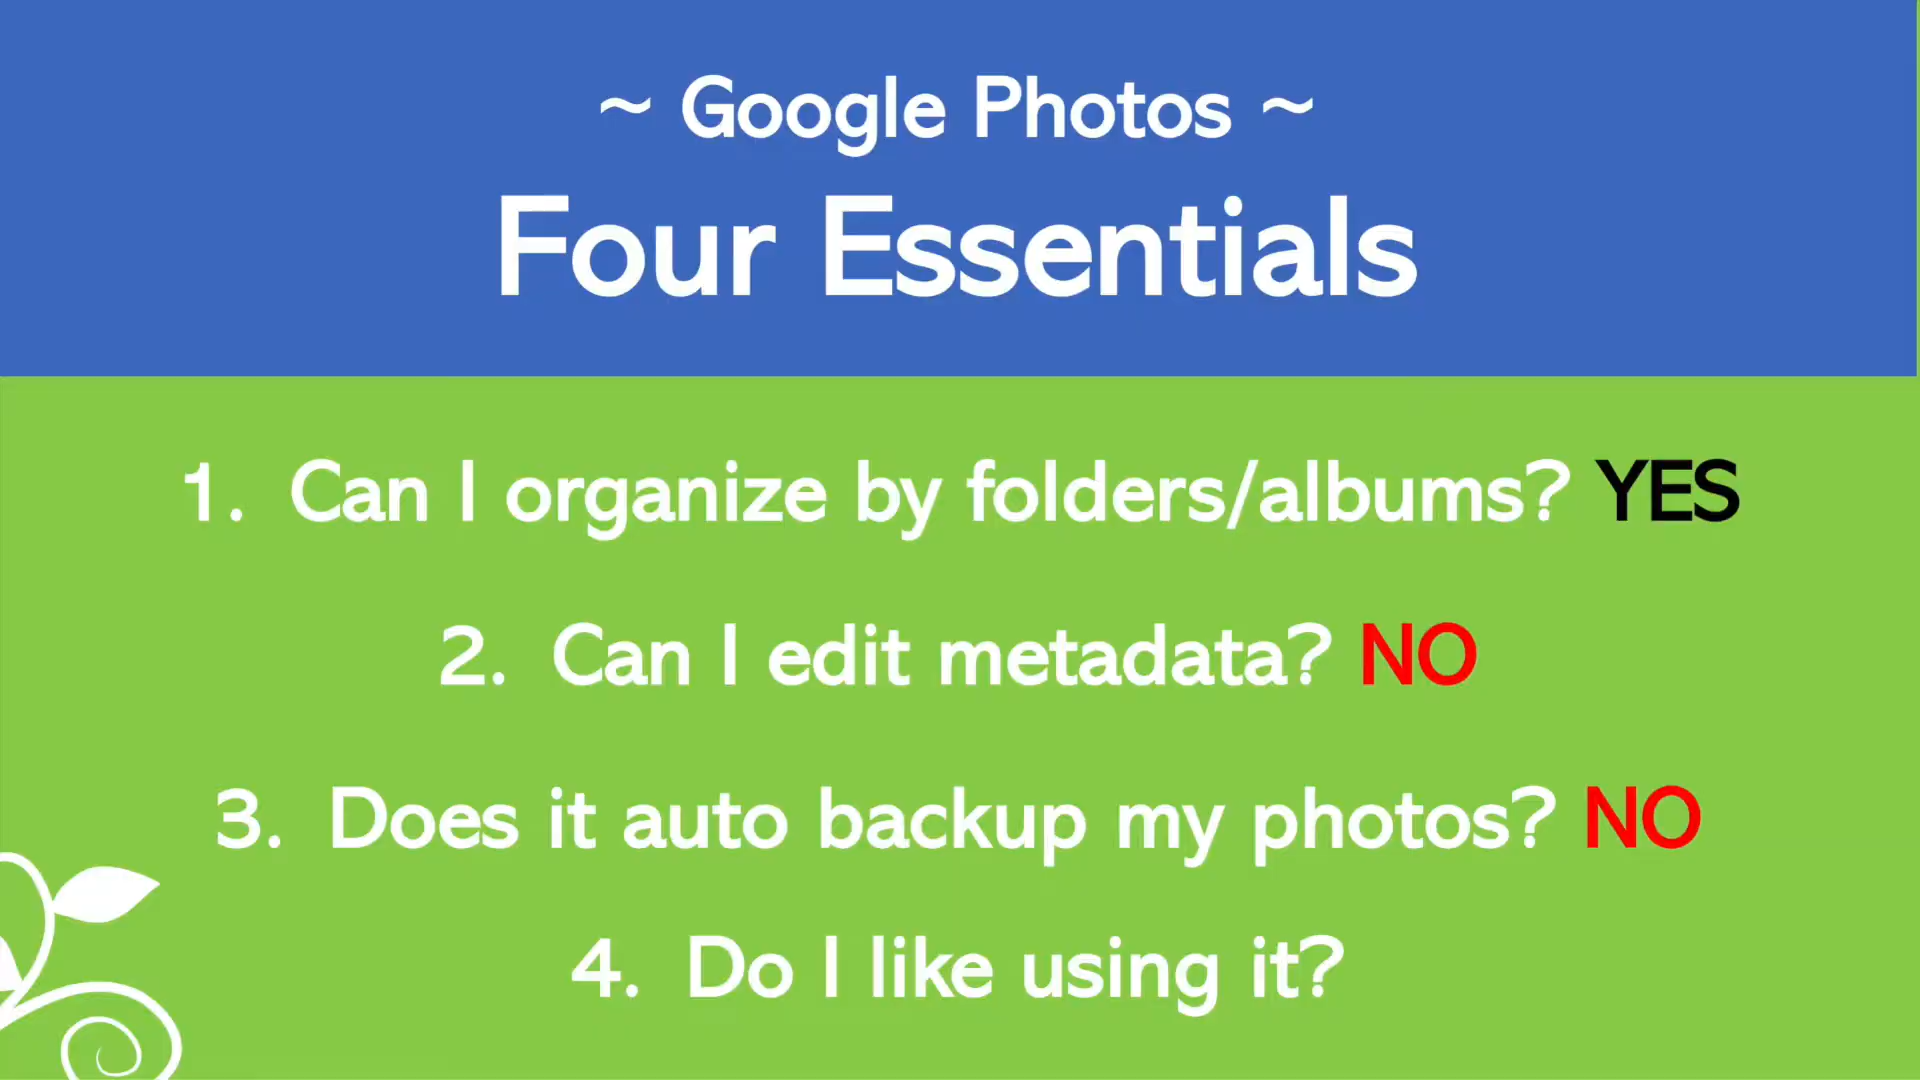 ~ Google Photos ~
Four Essentials
1. Can I organize by folders/albums? YES
2. Can I edit metadata? NO
3. Does it auto backup my photos? NO
4. Do I like using it?